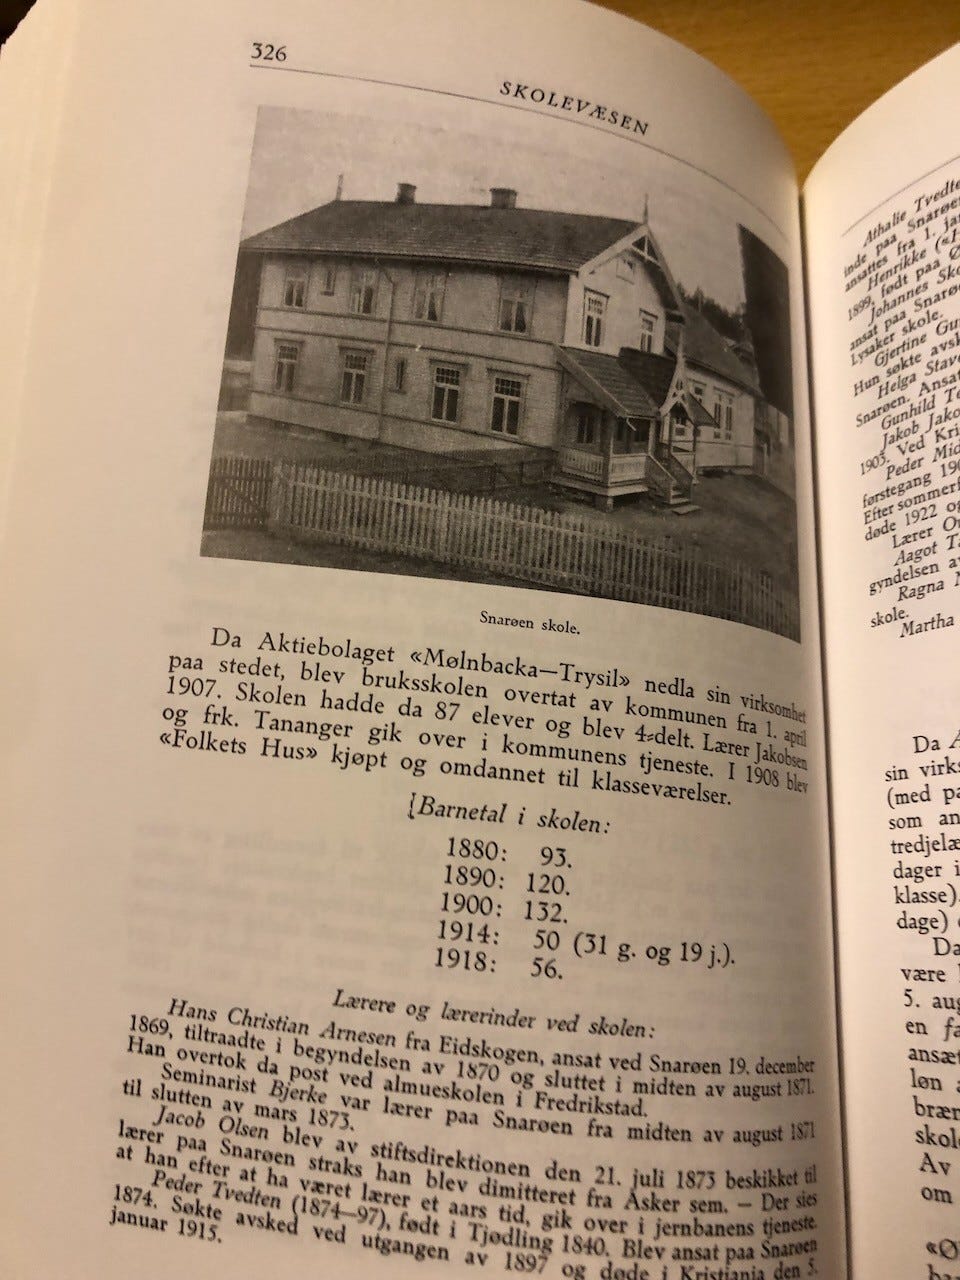 326
SKOLEVÆSEN
Snarøen skole.
Da Aktiebolaget «Mølnbacka—Trysil» nedla sin virksomhet
paa stedet, blev bruksskolen overtat av kommunen fra 1. april
1907. Skolen hadde da 87 elever og blev 4-delt. Lærer Jakobsen
og frk. Tananger gik over i kommunens tjeneste. I 1908 blev
«Folkets Hus» kjøpt og omdannet til klasseværelser.
[Barnetal i skolen:
1880: 93.
1890: 120.
1900: 132.
1914: 50 (31 g. og 19 j.).
1918: 56.
Lærere og lærerinder ved skolen:
Hans Christian Arnesen fra Eidskogen, ansat ved Snarøen 19. december
1869, tiltraadte i begyndelsen av 1870 og sluttet i midten av august 1871.
Han overtok da post ved almueskolen i Fredrikstad.
Seminarist Bjerke var lærer paa Snarøen fra midten av august 1871
til slutten av mars 1873.
Jacob Olsen blev av stiftsdirektionen den 21. juli 1873 beskikket til
lærer paa Snarøen straks han blev dimitteret fra Asker sem. — Der sies
at han efter at ha været lærer et aars tid, gik over i jernbanens tjeneste.
Peder Tvedten (1874—97), født i Tjødling 1840. Blev ansat paa Snarøen
1874. Søkte avsked ved utgangen av 1897 og døde i Kristiania den 5.
januar 1915.
Athalie Tvedte
inde paa Snarøe
ansattes fra 1. ja
Henrikke
1899, født paa
Johannes Sko
ansat paa Snarø
Lysaker skole.
Gjertine Gu
Hun søkte avsk
Helga Stave
Snarøen. Ansat
Gunhild Te
Jakob Jako
1903. Ved Kri
Peder Mid
førstegang 190
Efter sommerf
døde 1922 og
Lærer
Aagot Ta
gyndelsen av
Ragna
skole.
Martha
Da
sin virks
(med pa
som an
tredjelæ
dager i
klasse).
dage)
Da
være
5. aug
en fa
ansæt
løn a
bræn
skole
Av
om